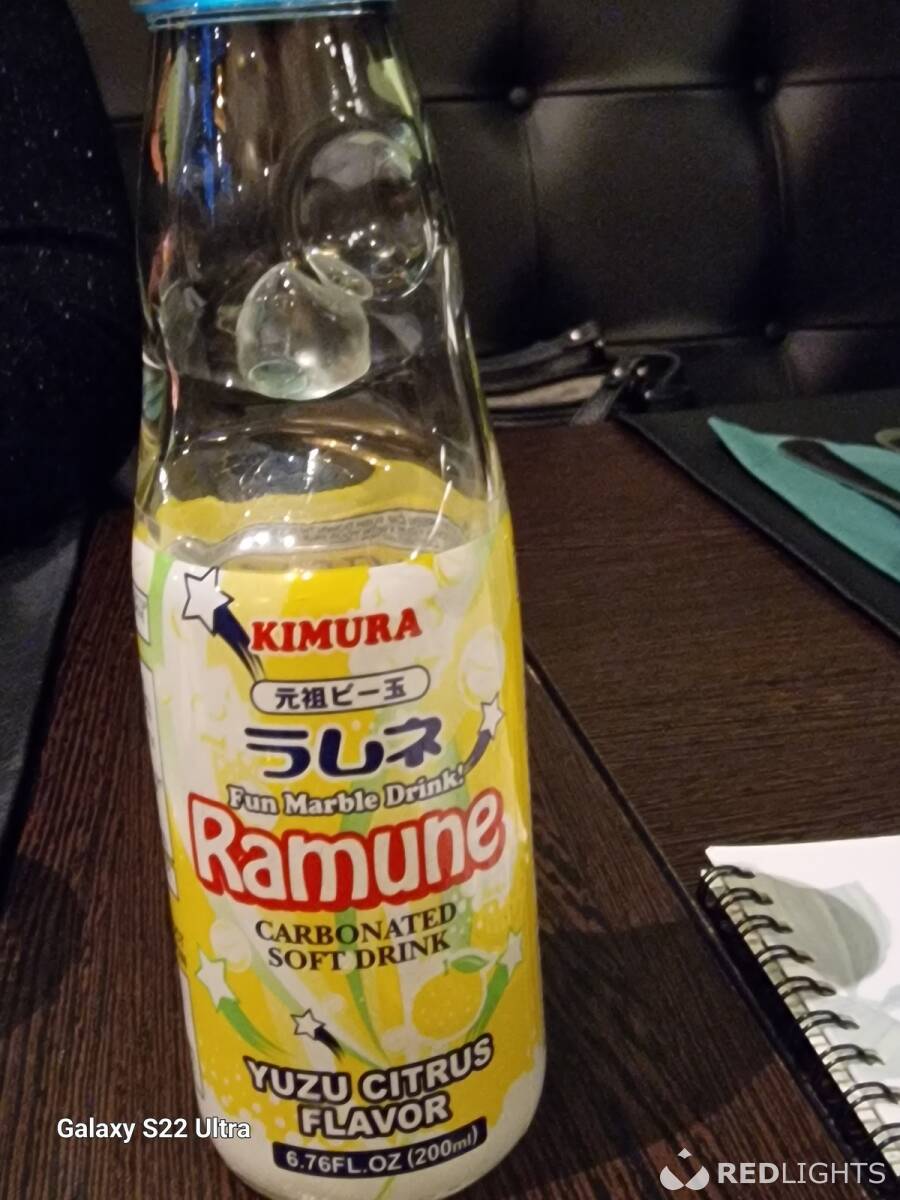 KIMURA
元祖ビー玉
ラムネ
Fun Marble Drink!
Ramune
CARBONATED
SOFT DRINK
YUZU CITRUS
FLAVOR
6.76FL.OZ (200ml)
Galaxy S22 Ultra
REDLIGHTS